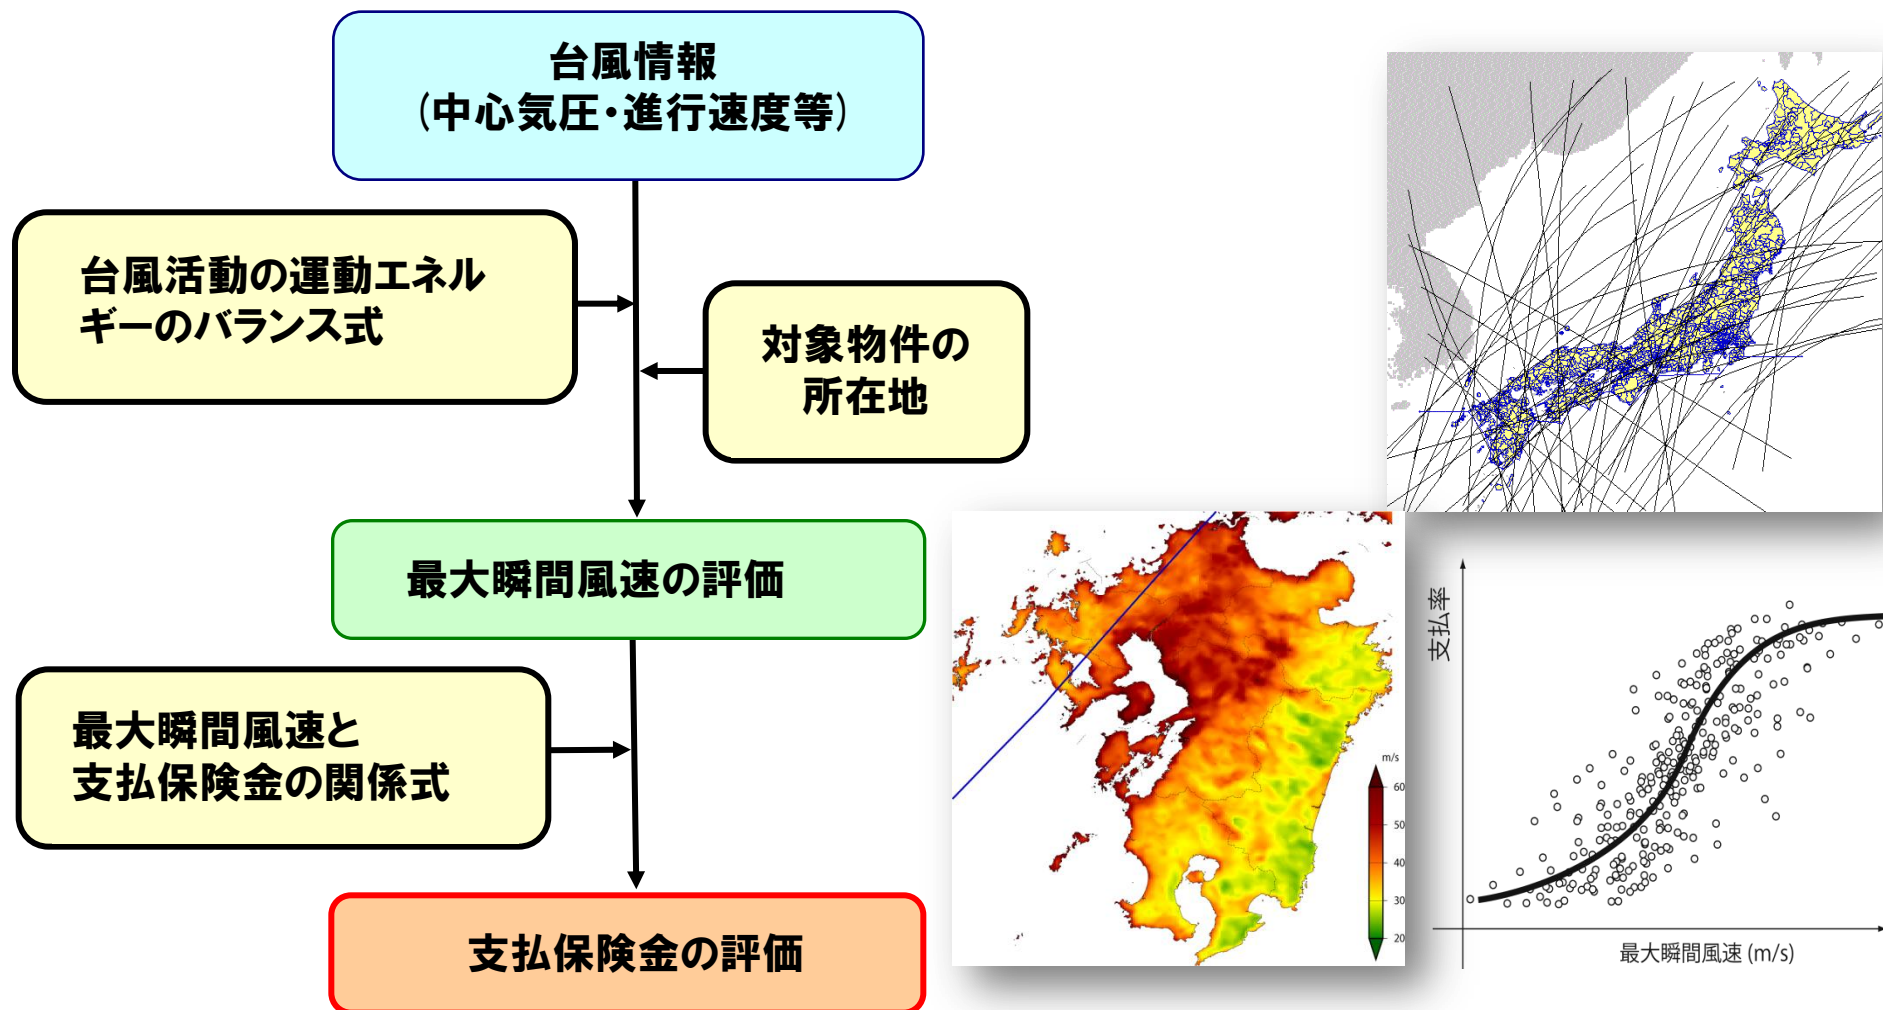 台風情報
(中心気圧・進行速度等)
台風活動の運動エネル
ギーのバランス式
対象物件の
所在地
最大瞬間風速の評価
最大瞬間風速と
支払保険金の関係式
支払保険金の評価
m/s
60
50
40
30
20
支払率
最大瞬間風速 (m/s)